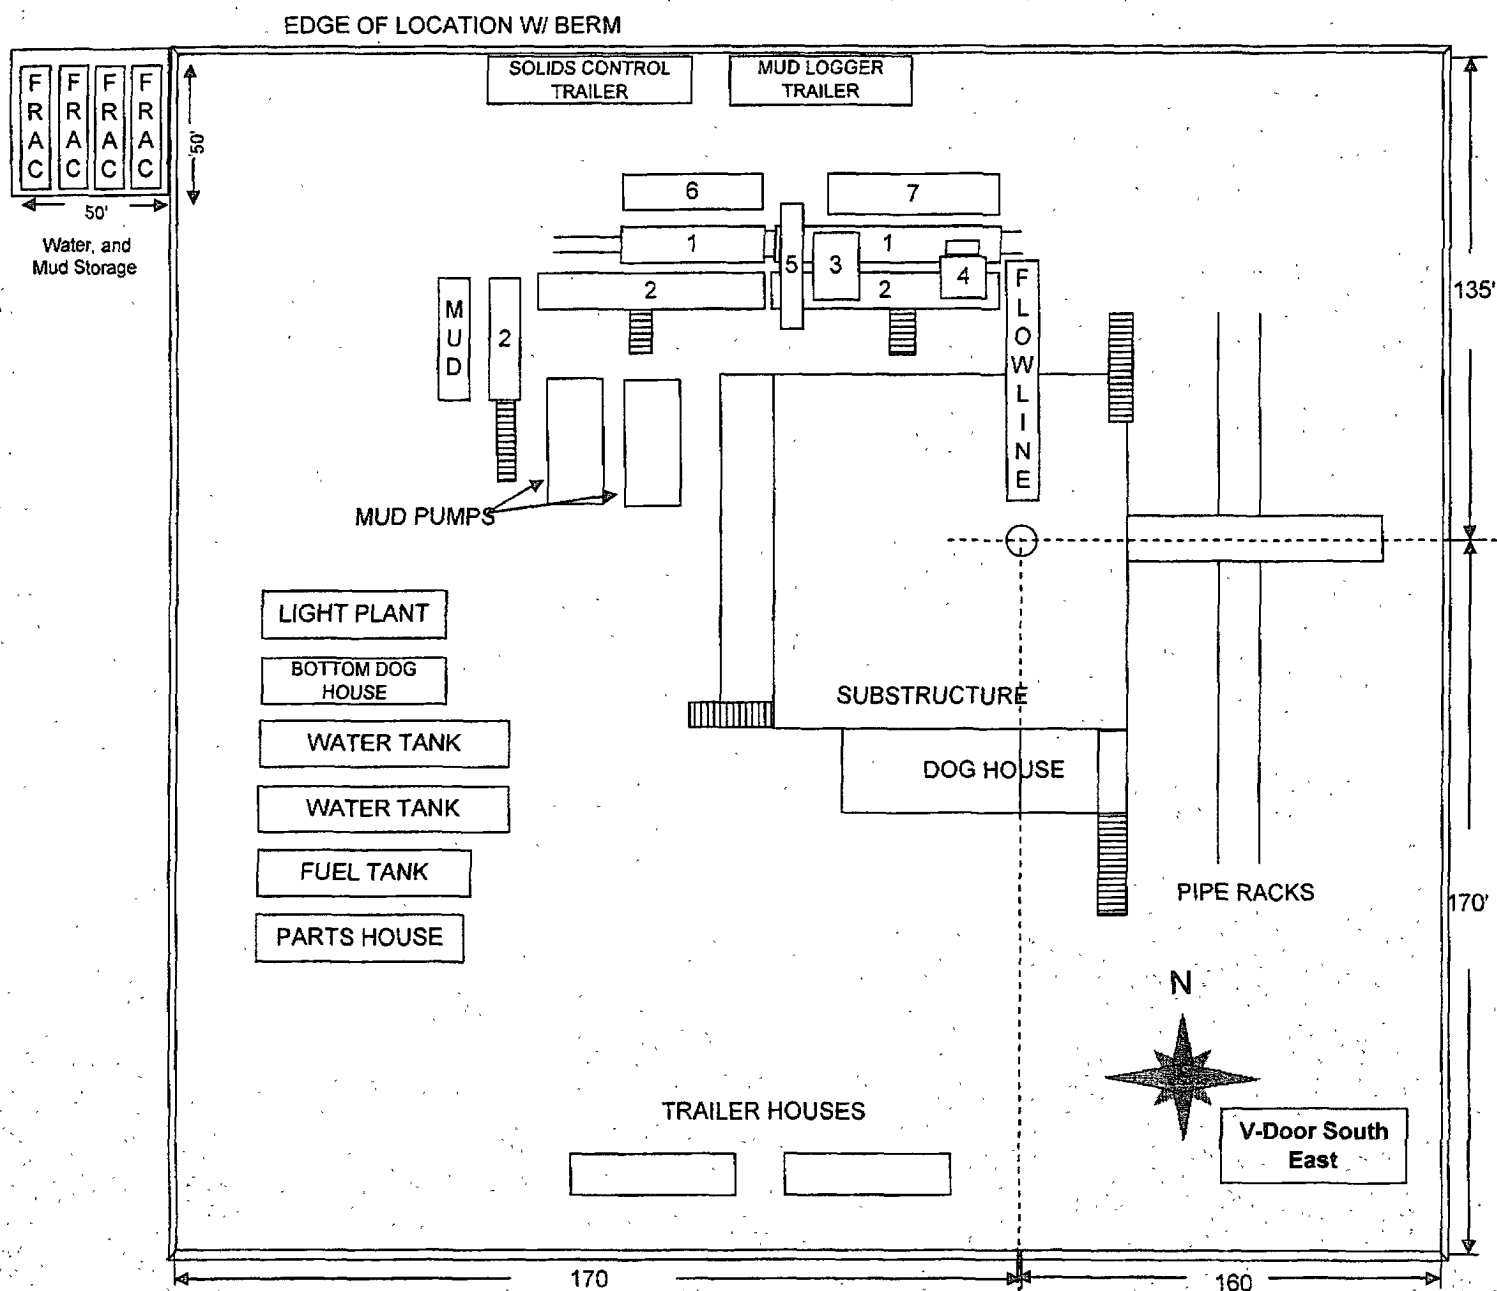 EDGE OF LOCATION W/ BERM
SOLIDS CONTROL
TRAILER
MUD LOGGER
TRAILER
FRAC
FRAC
FRAC
FRAC
50'
50'
Water, and
Mud Storage
6
7
1
1
5
3
4
2
2
MUD
2
FLOWLINE
135'
MUD PUMPS
LIGHT PLANT
BOTTOM DOG
HOUSE
WATER TANK
WATER TANK
FUEL TANK
PARTS HOUSE
SUBSTRUCTURE
DOG HOUSE
PIPE RACKS
170'
N
TRAILER HOUSES
V-Door South
East
170
160